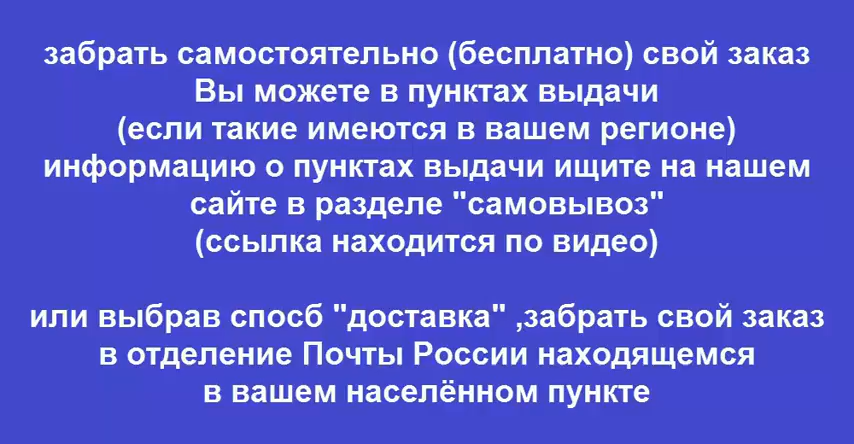 забрать самостоятельно (бесплатно) свой заказ
Вы можете в пунктах выдачи
(если такие имеются в вашем регионе)
информацию о пунктах выдачи ищите на нашем
сайте в разделе "самовывоз"
(ссылка находится по видео)
или выбрав спосб "доставка" ,забрать свой заказ
в отделение Почты России находящемся
в вашем населённом пункте